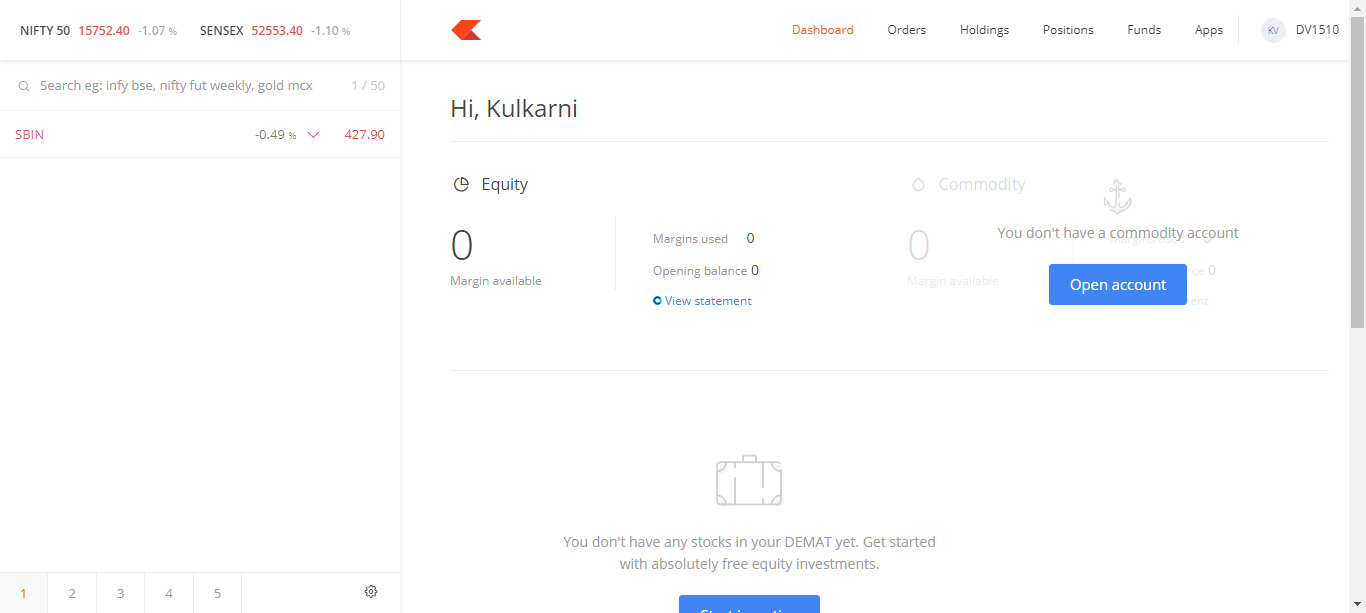 NIFTY 50 15752.40 -1.07 % SENSEX 52553.40 -1.10 %
Dashboard Orders Holdings Positions Funds Apps KV DV1510
Search eg: infy bse, nifty fut weekly, gold mcx 1 / 50
SBIN -0.49 % 427.90
Hi, Kulkarni
Equity
0
Margin available
Margins used 0
Opening balance 0
View statement
Commodity
0
Margin available
Margins used 0
You don't have a commodity account
Open account
0
You don't have any stocks in your DEMAT yet. Get started
with absolutely free equity investments.
1 2 3 4 5